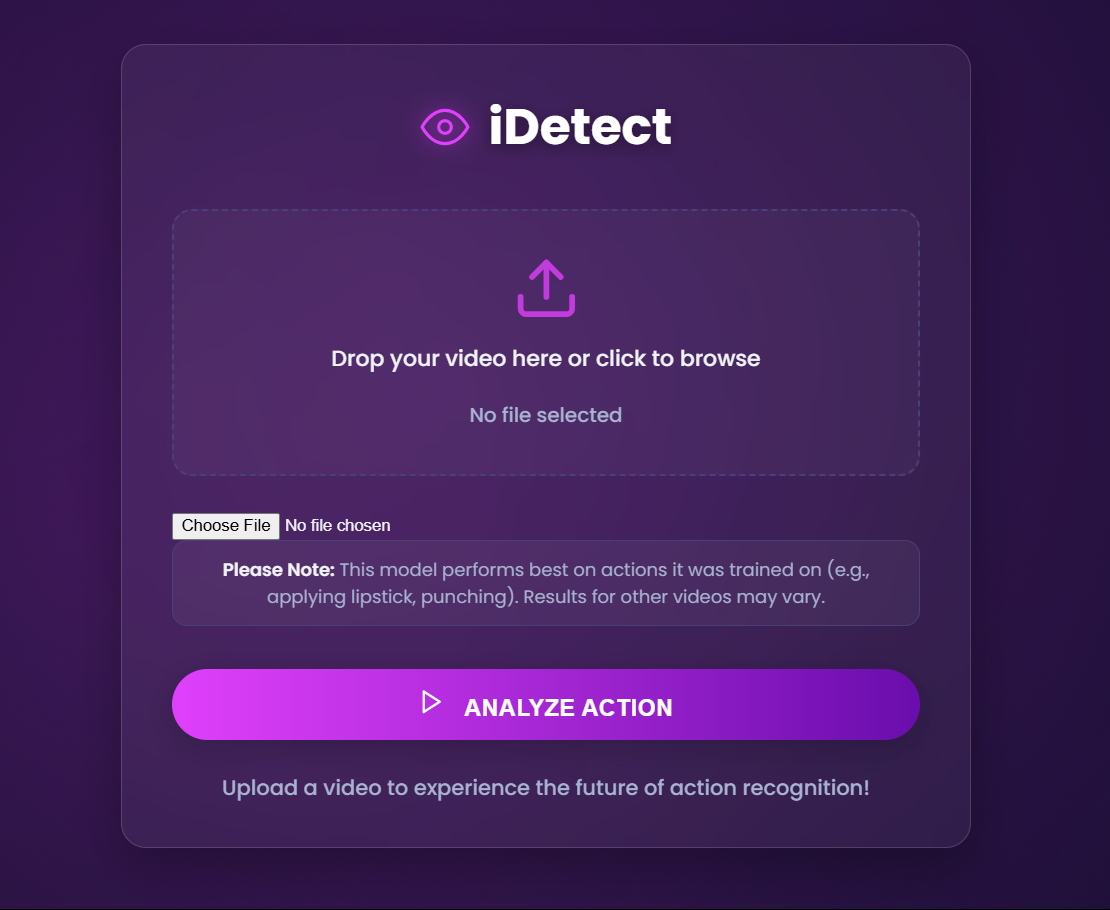 iDetect
Drop your video here or click to browse
No file selected
Choose File No file chosen
Please Note: This model performs best on actions it was trained on (e.g.,
applying lipstick, punching). Results for other videos may vary.
ANALYZE ACTION
Upload a video to experience the future of action recognition!